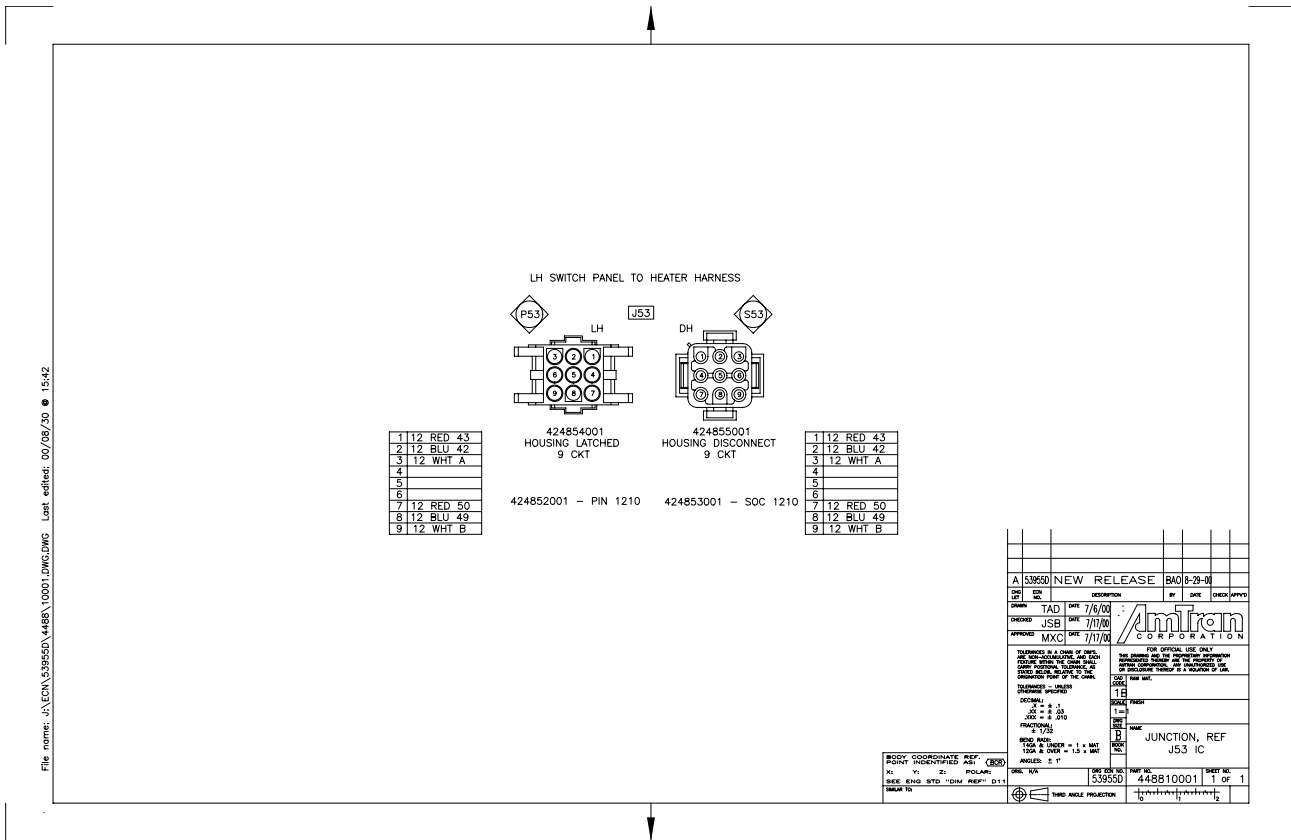 File name: J:\ECN\53955D\4488\10001.DWG.DWG Last edited: 00/08/30 @ 15:42
LH SWITCH PANEL TO HEATER HARNESS
P53
J53
S53
LH
DH
3 2 1
6 5 4
9 8 7
1 2 3
4 5 6
7 8 9
424854001
HOUSING LATCHED
9 CKT
424855001
HOUSING DISCONNECT
9 CKT
1 12 RED 43
2 12 BLU 42
3 12 WHT A
4
5
6
7 12 RED 50
8 12 BLU 49
9 12 WHT B
424852001 - PIN 1210
424853001 - SOC 1210
1 12 RED 43
2 12 BLU 42
3 12 WHT A
4
5
6
7 12 RED 50
8 12 BLU 49
9 12 WHT B
A 53955D NEW RELEASE BAO 8-29-00
CHG LET ECN NO. DESCRIPTION BY DATE CHECK APPV'D
DRAWN TAD DATE 7/6/00
CHECKED JSB DATE 7/17/00
APPROVED MXC DATE 7/17/00
AmTran
CORPORATION
TOLERANCES IN A CHAIN OF DIM'S.
ARE NON-ACCUMULATIVE, AND EACH
FEATURE WITHIN THE CHAIN SHALL
CARRY POSITIONAL TOLERANCE, AS
STATED BELOW, RELATIVE TO THE
ORIGINATION POINT OF THE CHAIN.
TOLERANCES - UNLESS
OTHERWISE SPECIFIED
DECIMAL:
.X = ± .1
.XX = ± .03
.XXX = ± .010
FRACTIONAL:
± 1/32
BEND RADII:
14GA & UNDER = 1 x MAT
12GA & OVER = 1.5 x MAT
ANGLES: ± 1°
FOR OFFICIAL USE ONLY
THIS DRAWING AND THE PROPRIETARY INFORMATION
REPRESENTED THEREBY ARE THE PROPERTY OF
AMTRAN CORPORATION. ANY UNAUTHORIZED USE
OR DISCLOSURE THEREOF IS A VIOLATION OF LAW.
CAD CODE 1B
RAW MAT.
SCALE 1=1
FINISH
DWG SIZE B
BOOK NO.
NAME
JUNCTION, REF
J53 IC
ORIG. N/A
ORG ECN NO. 53955D
PART NO. 448810001
SHEET NO. 1 OF 1
BODY COORDINATE REF.
POINT INDENTIFIED AS: BCR
X: Y: Z: POLAR:
SEE ENG STD "DIM REF" D11
SIMILAR TO:
THIRD ANGLE PROJECTION
0 1 2